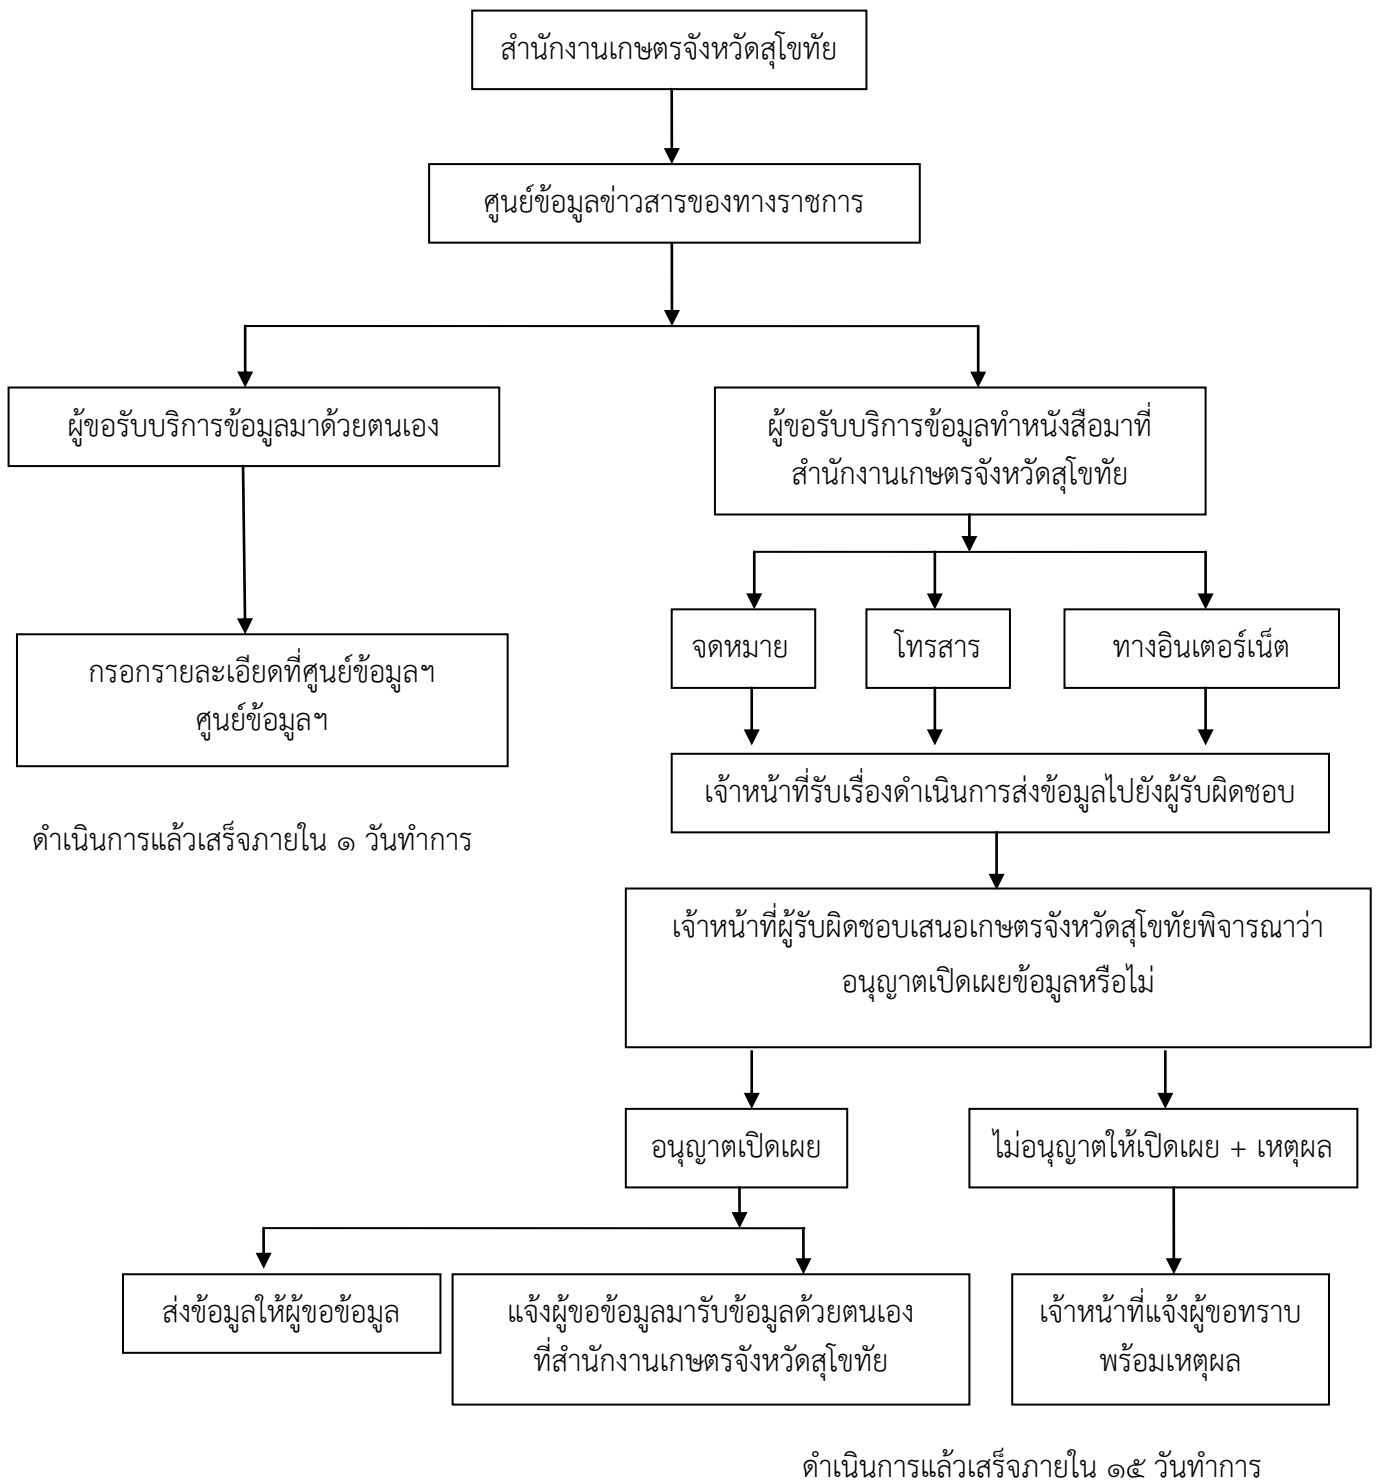 สำนักงานเกษตรจังหวัดสุโขทัย
ศูนย์ข้อมูลข่าวสารของทางราชการ
ผู้ขอรับบริการข้อมูลมาด้วยตนเอง
กรอกรายละเอียดที่ศูนย์ข้อมูลฯ
ศูนย์ข้อมูลฯ
ดำเนินการแล้วเสร็จภายใน ๑ วันทำการ
ผู้ขอรับบริการข้อมูลทำหนังสือมาที่
สำนักงานเกษตรจังหวัดสุโขทัย
จดหมาย
โทรสาร
ทางอินเตอร์เน็ต
เจ้าหน้าที่รับเรื่องดำเนินการส่งข้อมูลไปยังผู้รับผิดชอบ
เจ้าหน้าที่ผู้รับผิดชอบเสนอเกษตรจังหวัดสุโขทัยพิจารณาว่า
อนุญาตเปิดเผยข้อมูลหรือไม่
อนุญาตเปิดเผย
ไม่อนุญาตให้เปิดเผย + เหตุผล
ส่งข้อมูลให้ผู้ขอข้อมูล
แจ้งผู้ขอข้อมูลมารับข้อมูลด้วยตนเอง
ที่สำนักงานเกษตรจังหวัดสุโขทัย
เจ้าหน้าที่แจ้งผู้ขอทราบ
พร้อมเหตุผล
ดำเนินการแล้วเสร็จภายใน ๑๕ วันทำการ